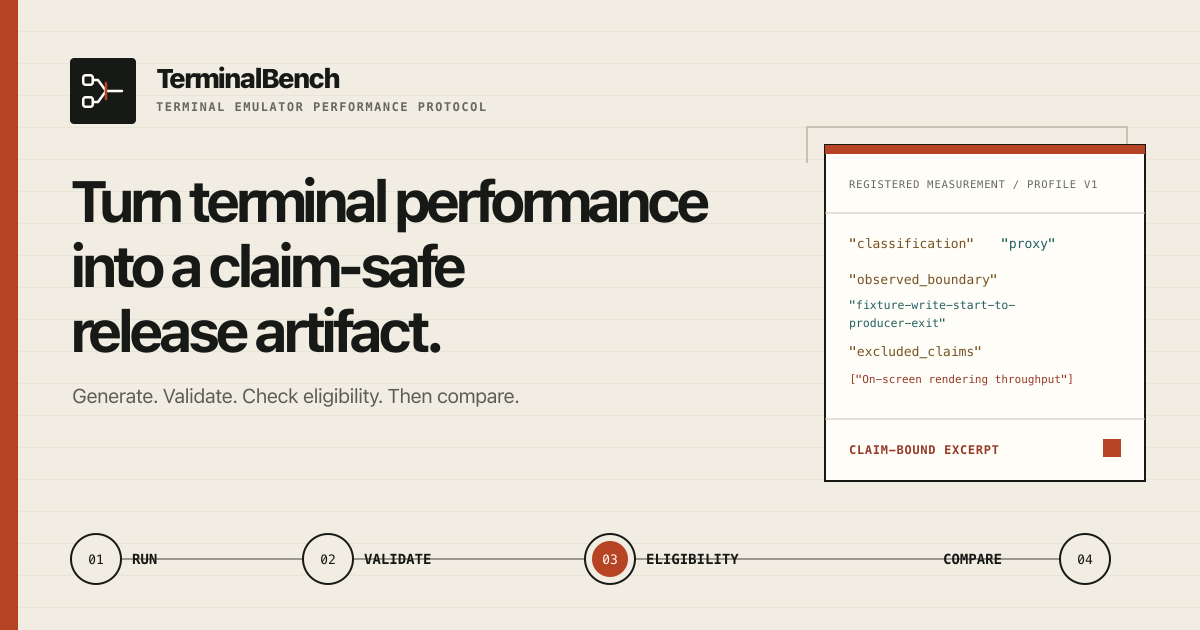 TerminalBench
TERMINAL EMULATOR PERFORMANCE PROTOCOL
Turn terminal performance
into a claim-safe
release artifact.
Generate. Validate. Check eligibility. Then compare.
REGISTERED MEASUREMENT / PROFILE V1
"classification" "proxy"
"observed_boundary"
"fixture-write-start-to-
producer-exit"
"excluded_claims"
["On-screen rendering throughput"]
CLAIM-BOUND EXCERPT
01 RUN
02 VALIDATE
03 ELIGIBILITY
COMPARE 04